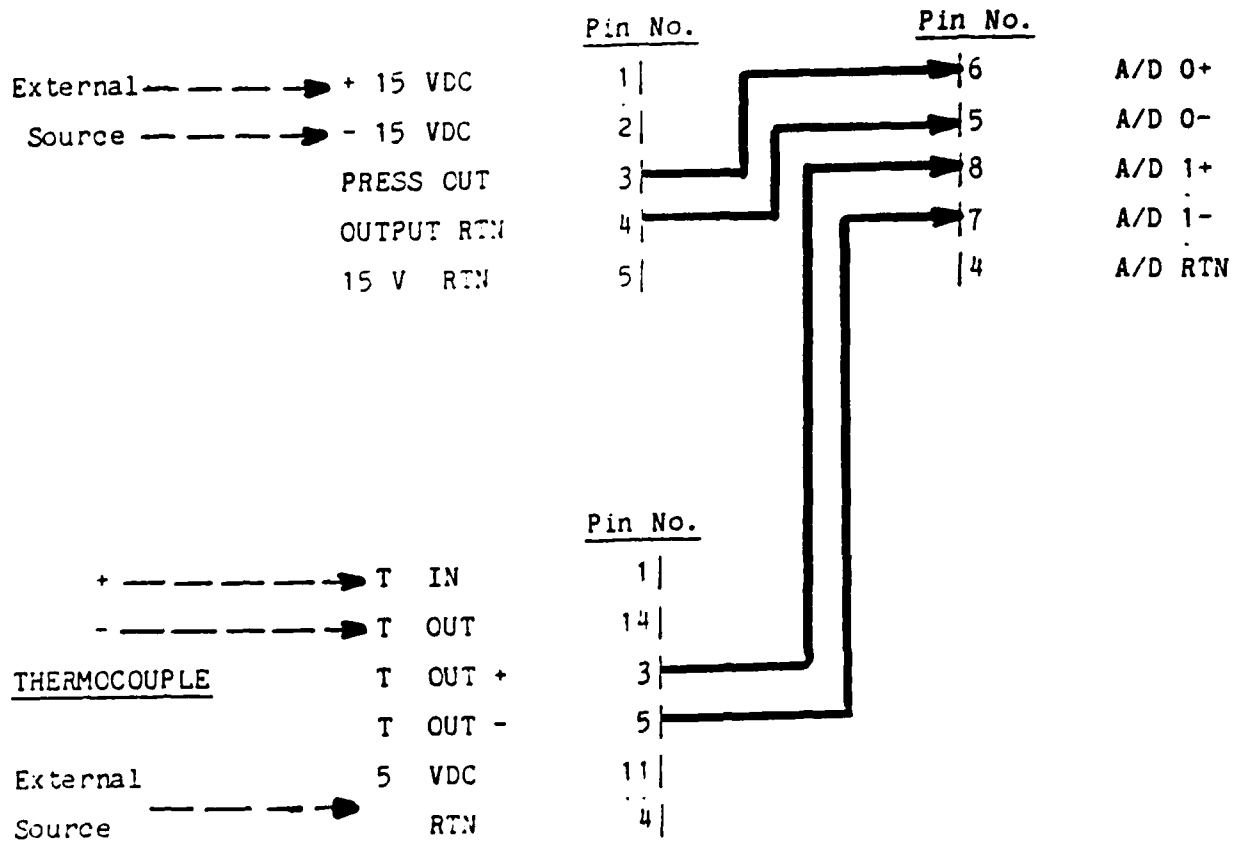 Pin No. Pin No.
External + 15 VDC 1 6 A/D 0+
Source - 15 VDC 2 5 A/D 0-
PRESS OUT 3 8 A/D 1+
OUTPUT RTN 4 7 A/D 1-
15 V RTN 5 4 A/D RTN
Pin No.
+ T IN 1
- T OUT 14
THERMOCOUPLE T OUT + 3
T OUT - 5
External 5 VDC 11
Source RTN 4